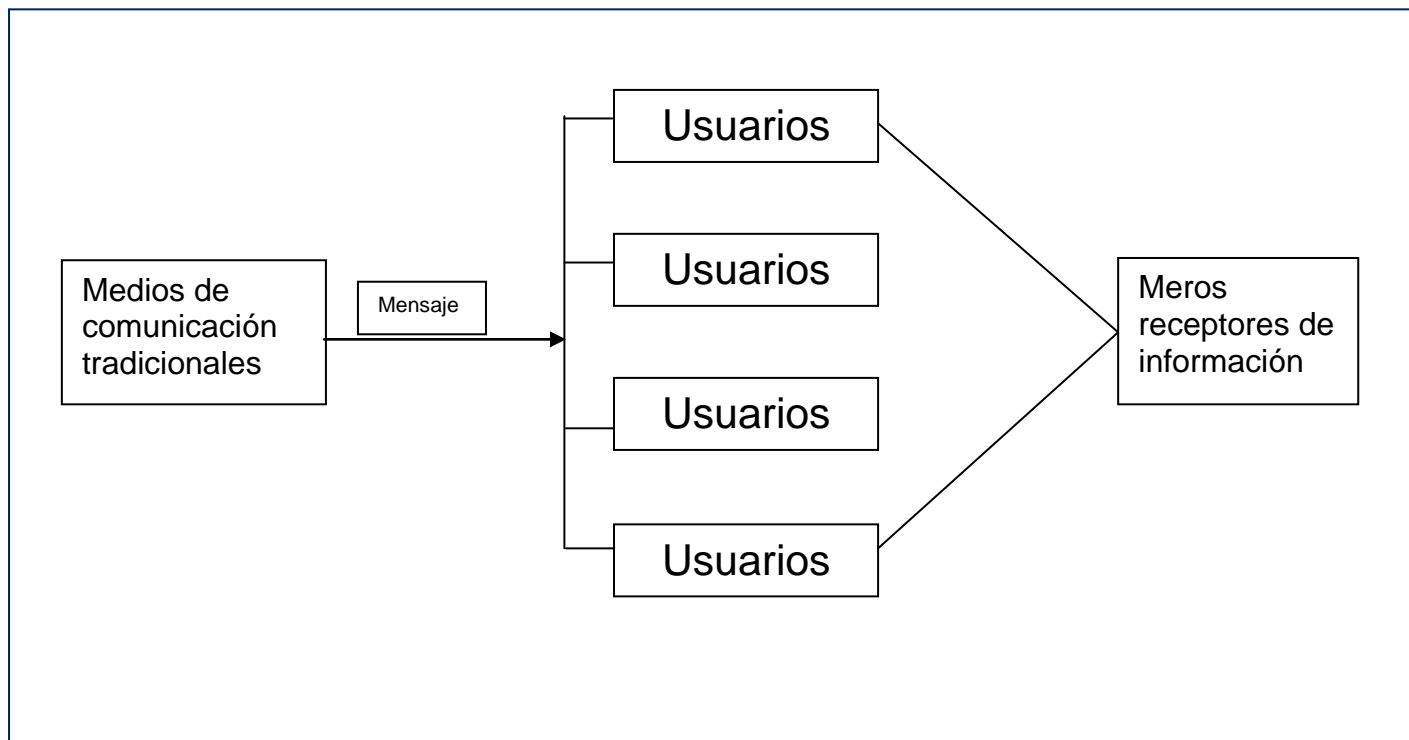 Medios de
comunicación
tradicionales
Mensaje
Usuarios
Usuarios
Usuarios
Usuarios
Meros
receptores de
información